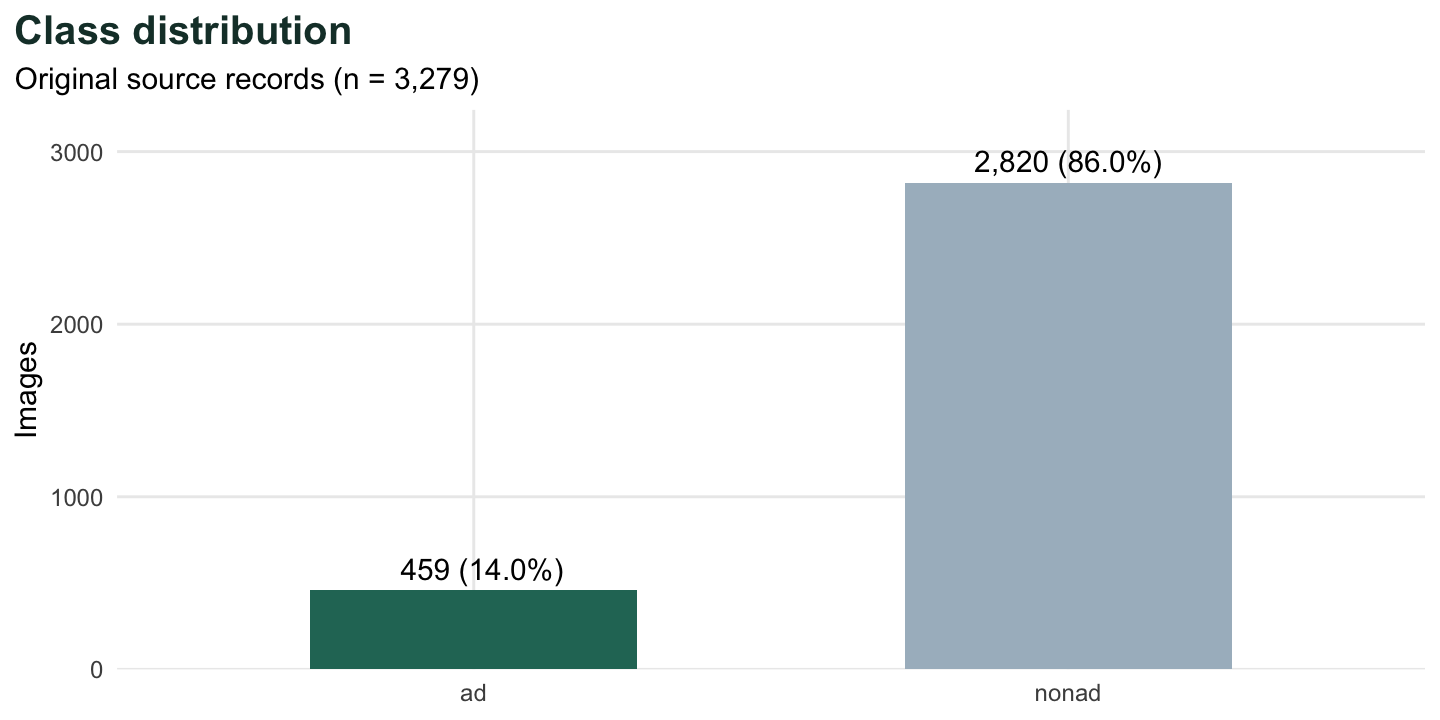 Class distribution
Original source records (n = 3,279)
Images
3000
2000
1000
0
2,820 (86.0%)
459 (14.0%)
ad
nonad